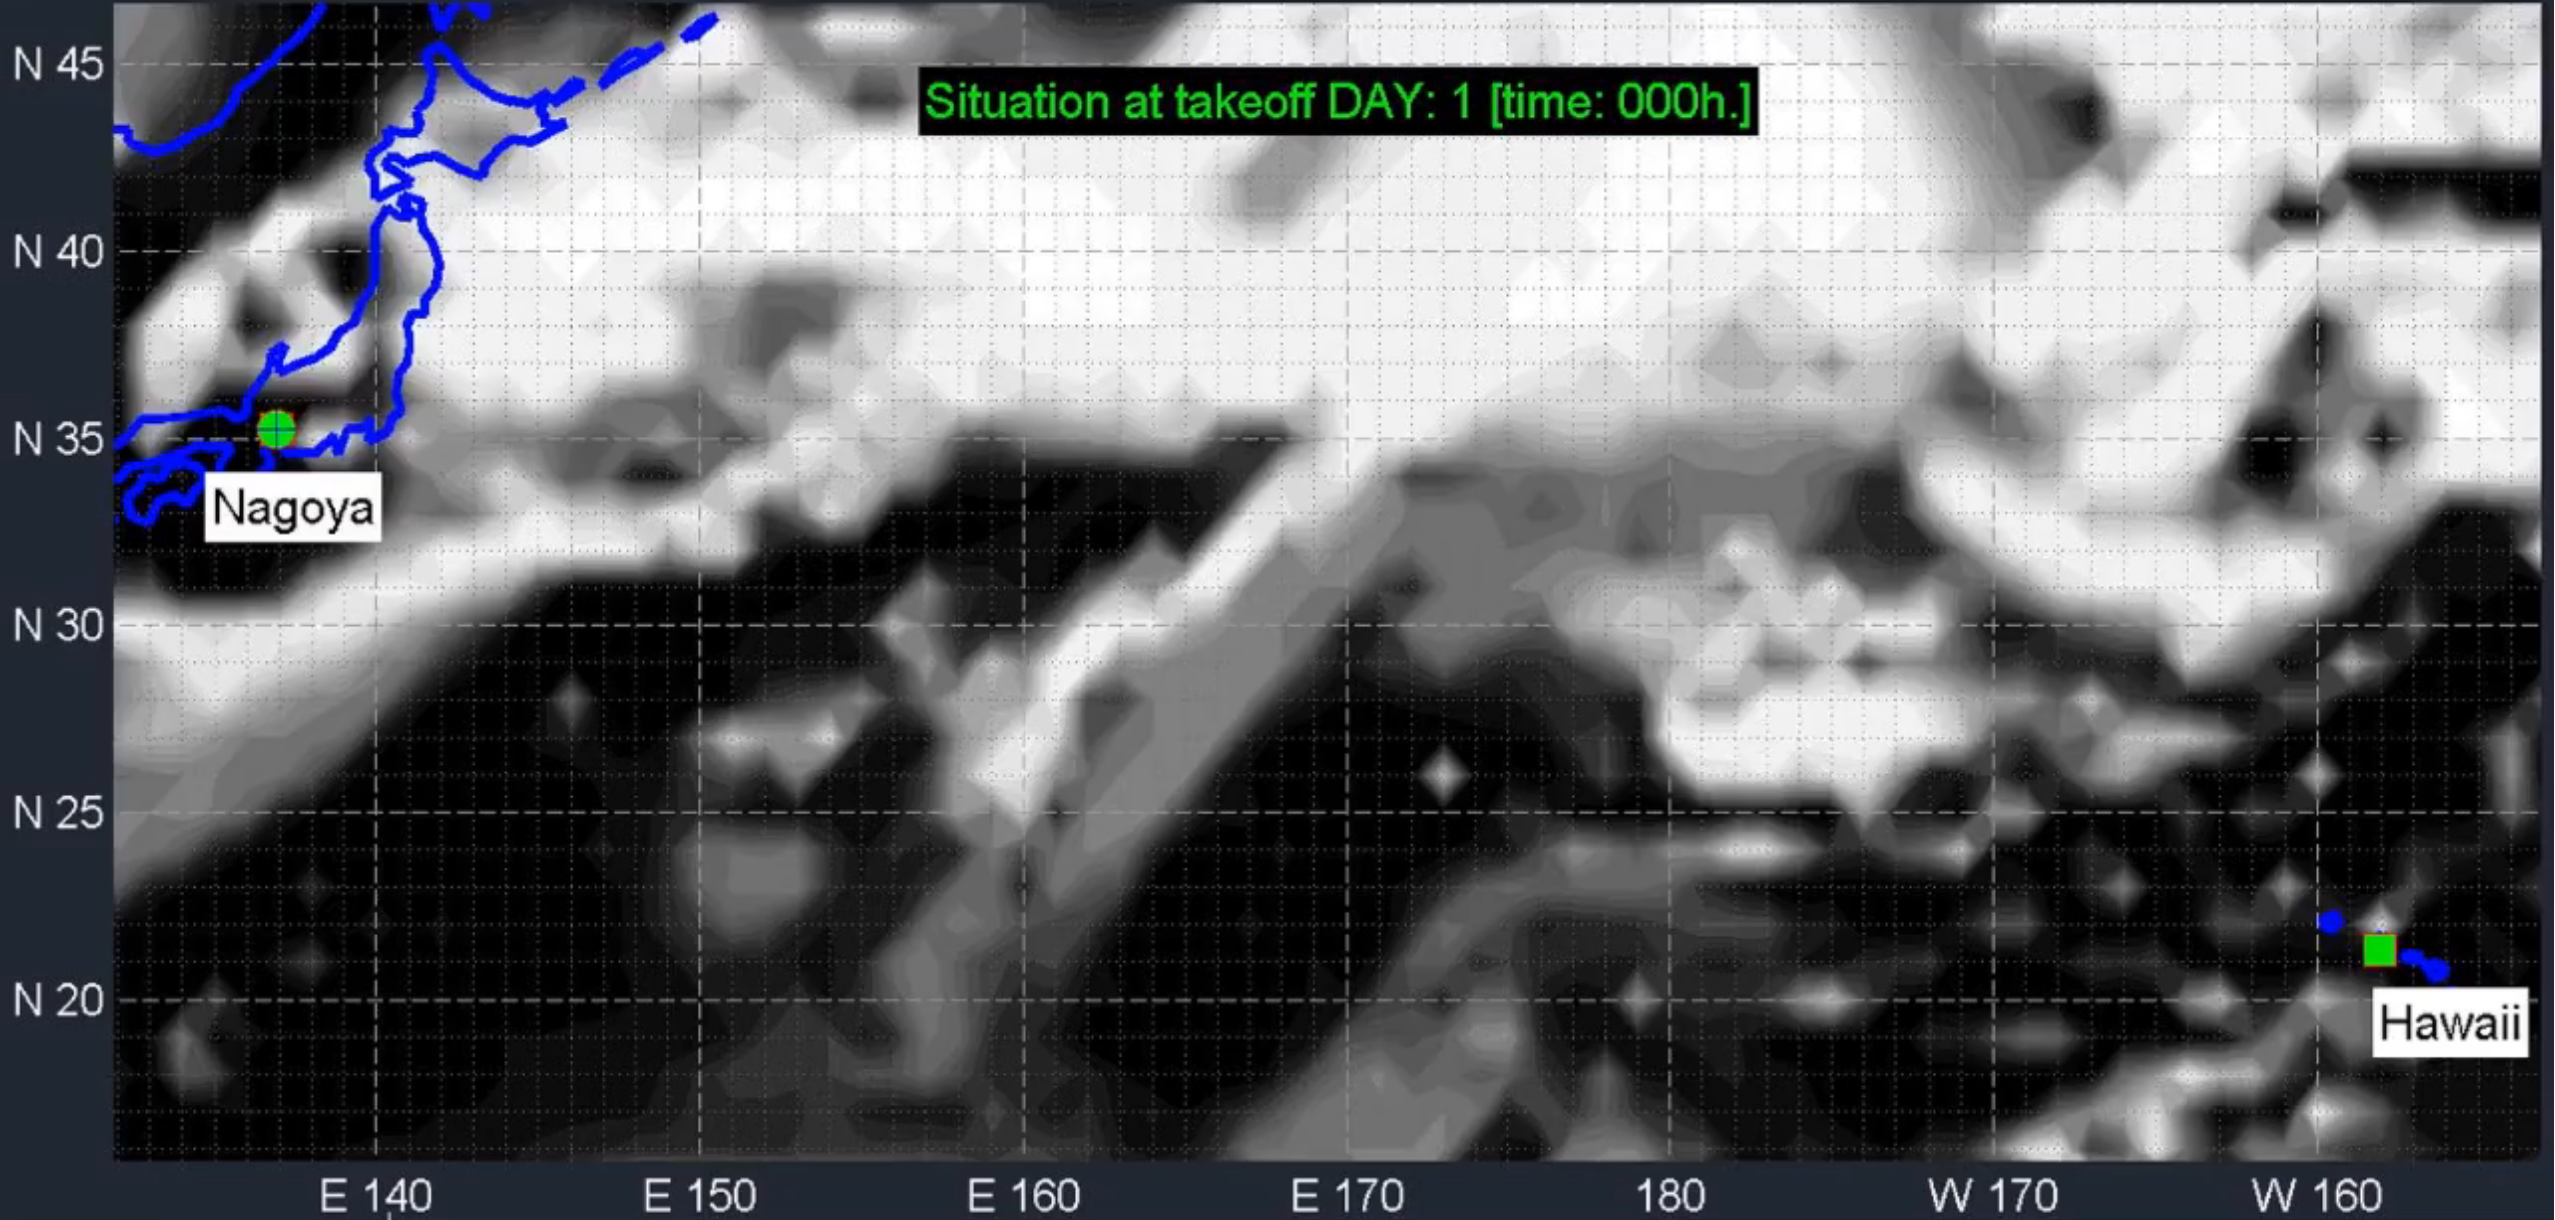 Situation at takeoff DAY: 1 [time: 000h.]
N 45
N 40
N 35
N 30
N 25
N 20
Nagoya
Hawaii
E 140
E 150
E 160
E 170
180
W 170
W 160